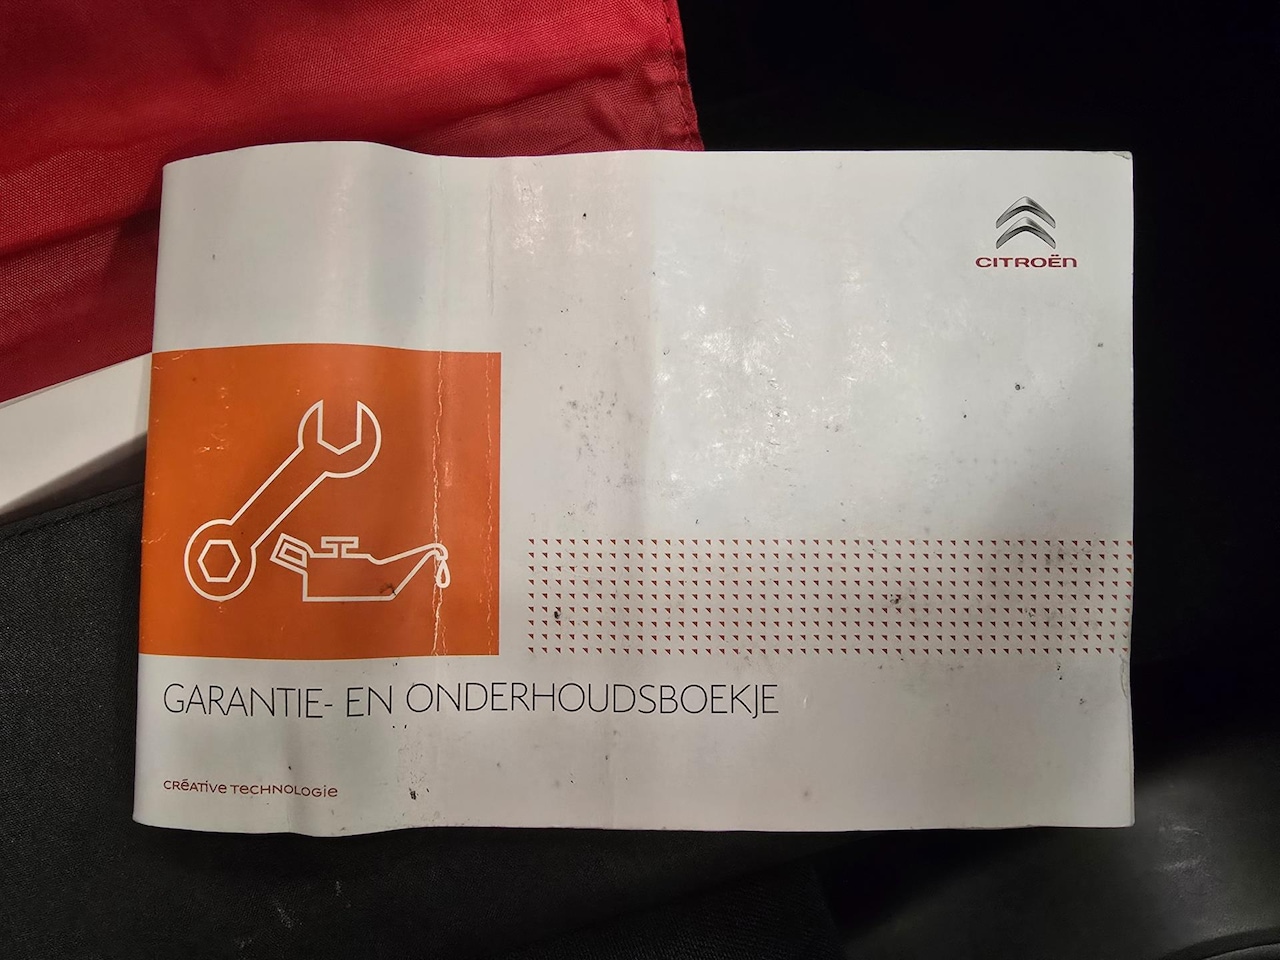 CITROËN
GARANTIE- EN ONDERHOUDSBOEKJE
CRÉATIVE TECHNOLOGIE